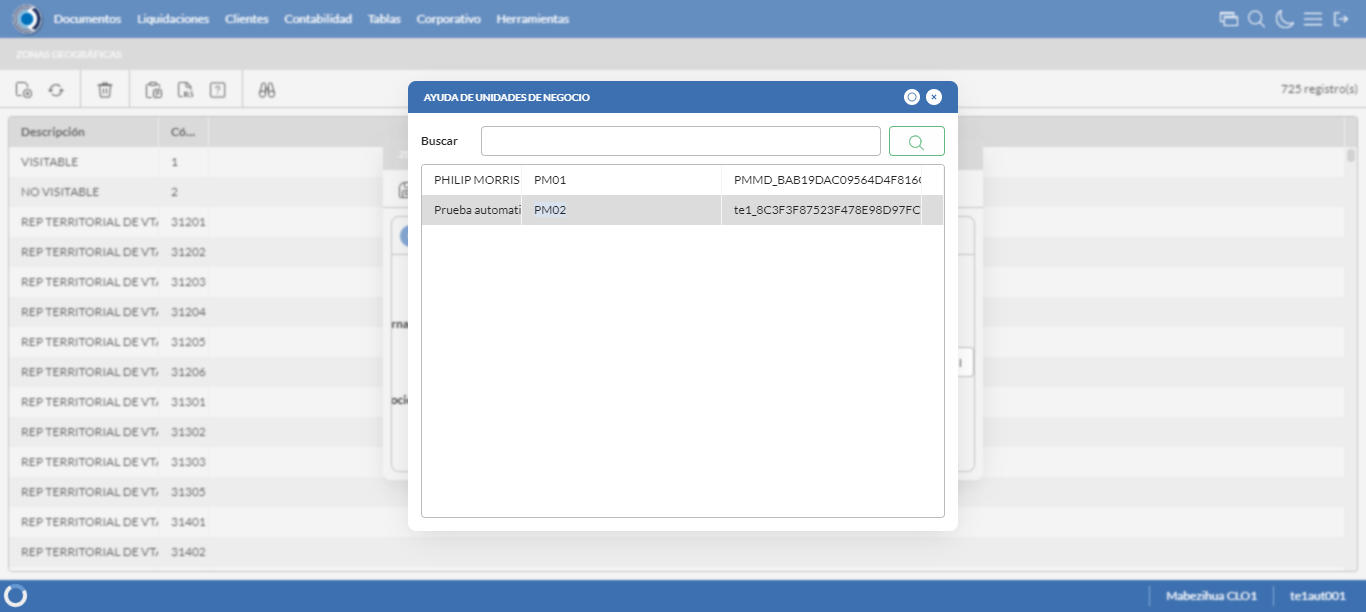 Documentos Liquidaciones Clientes Contabilidad Tablas Corporativo Herramientas
ZONAS GEOGRÁFICAS
725 registro(s)
AYUDA DE UNIDADES DE NEGOCIO
Buscar
PHILIP MORRIS PM01 PMMD_BAB19DAC09564D4F816
Prueba automati PM02 te1_8C3F3F87523F478E98D97FC
Descripción Có...
VISITABLE 1
NO VISITABLE 2
REP TERRITORIAL DE VT 31201
REP TERRITORIAL DE VT 31202
REP TERRITORIAL DE VT 31203
REP TERRITORIAL DE VT 31204
REP TERRITORIAL DE VT 31205
REP TERRITORIAL DE VT 31206
REP TERRITORIAL DE VT 31301
REP TERRITORIAL DE VT 31302
REP TERRITORIAL DE VT 31303
REP TERRITORIAL DE VT 31305
REP TERRITORIAL DE VT 31401
REP TERRITORIAL DE VT 31402
Mabezihua CLO1 te1aut001